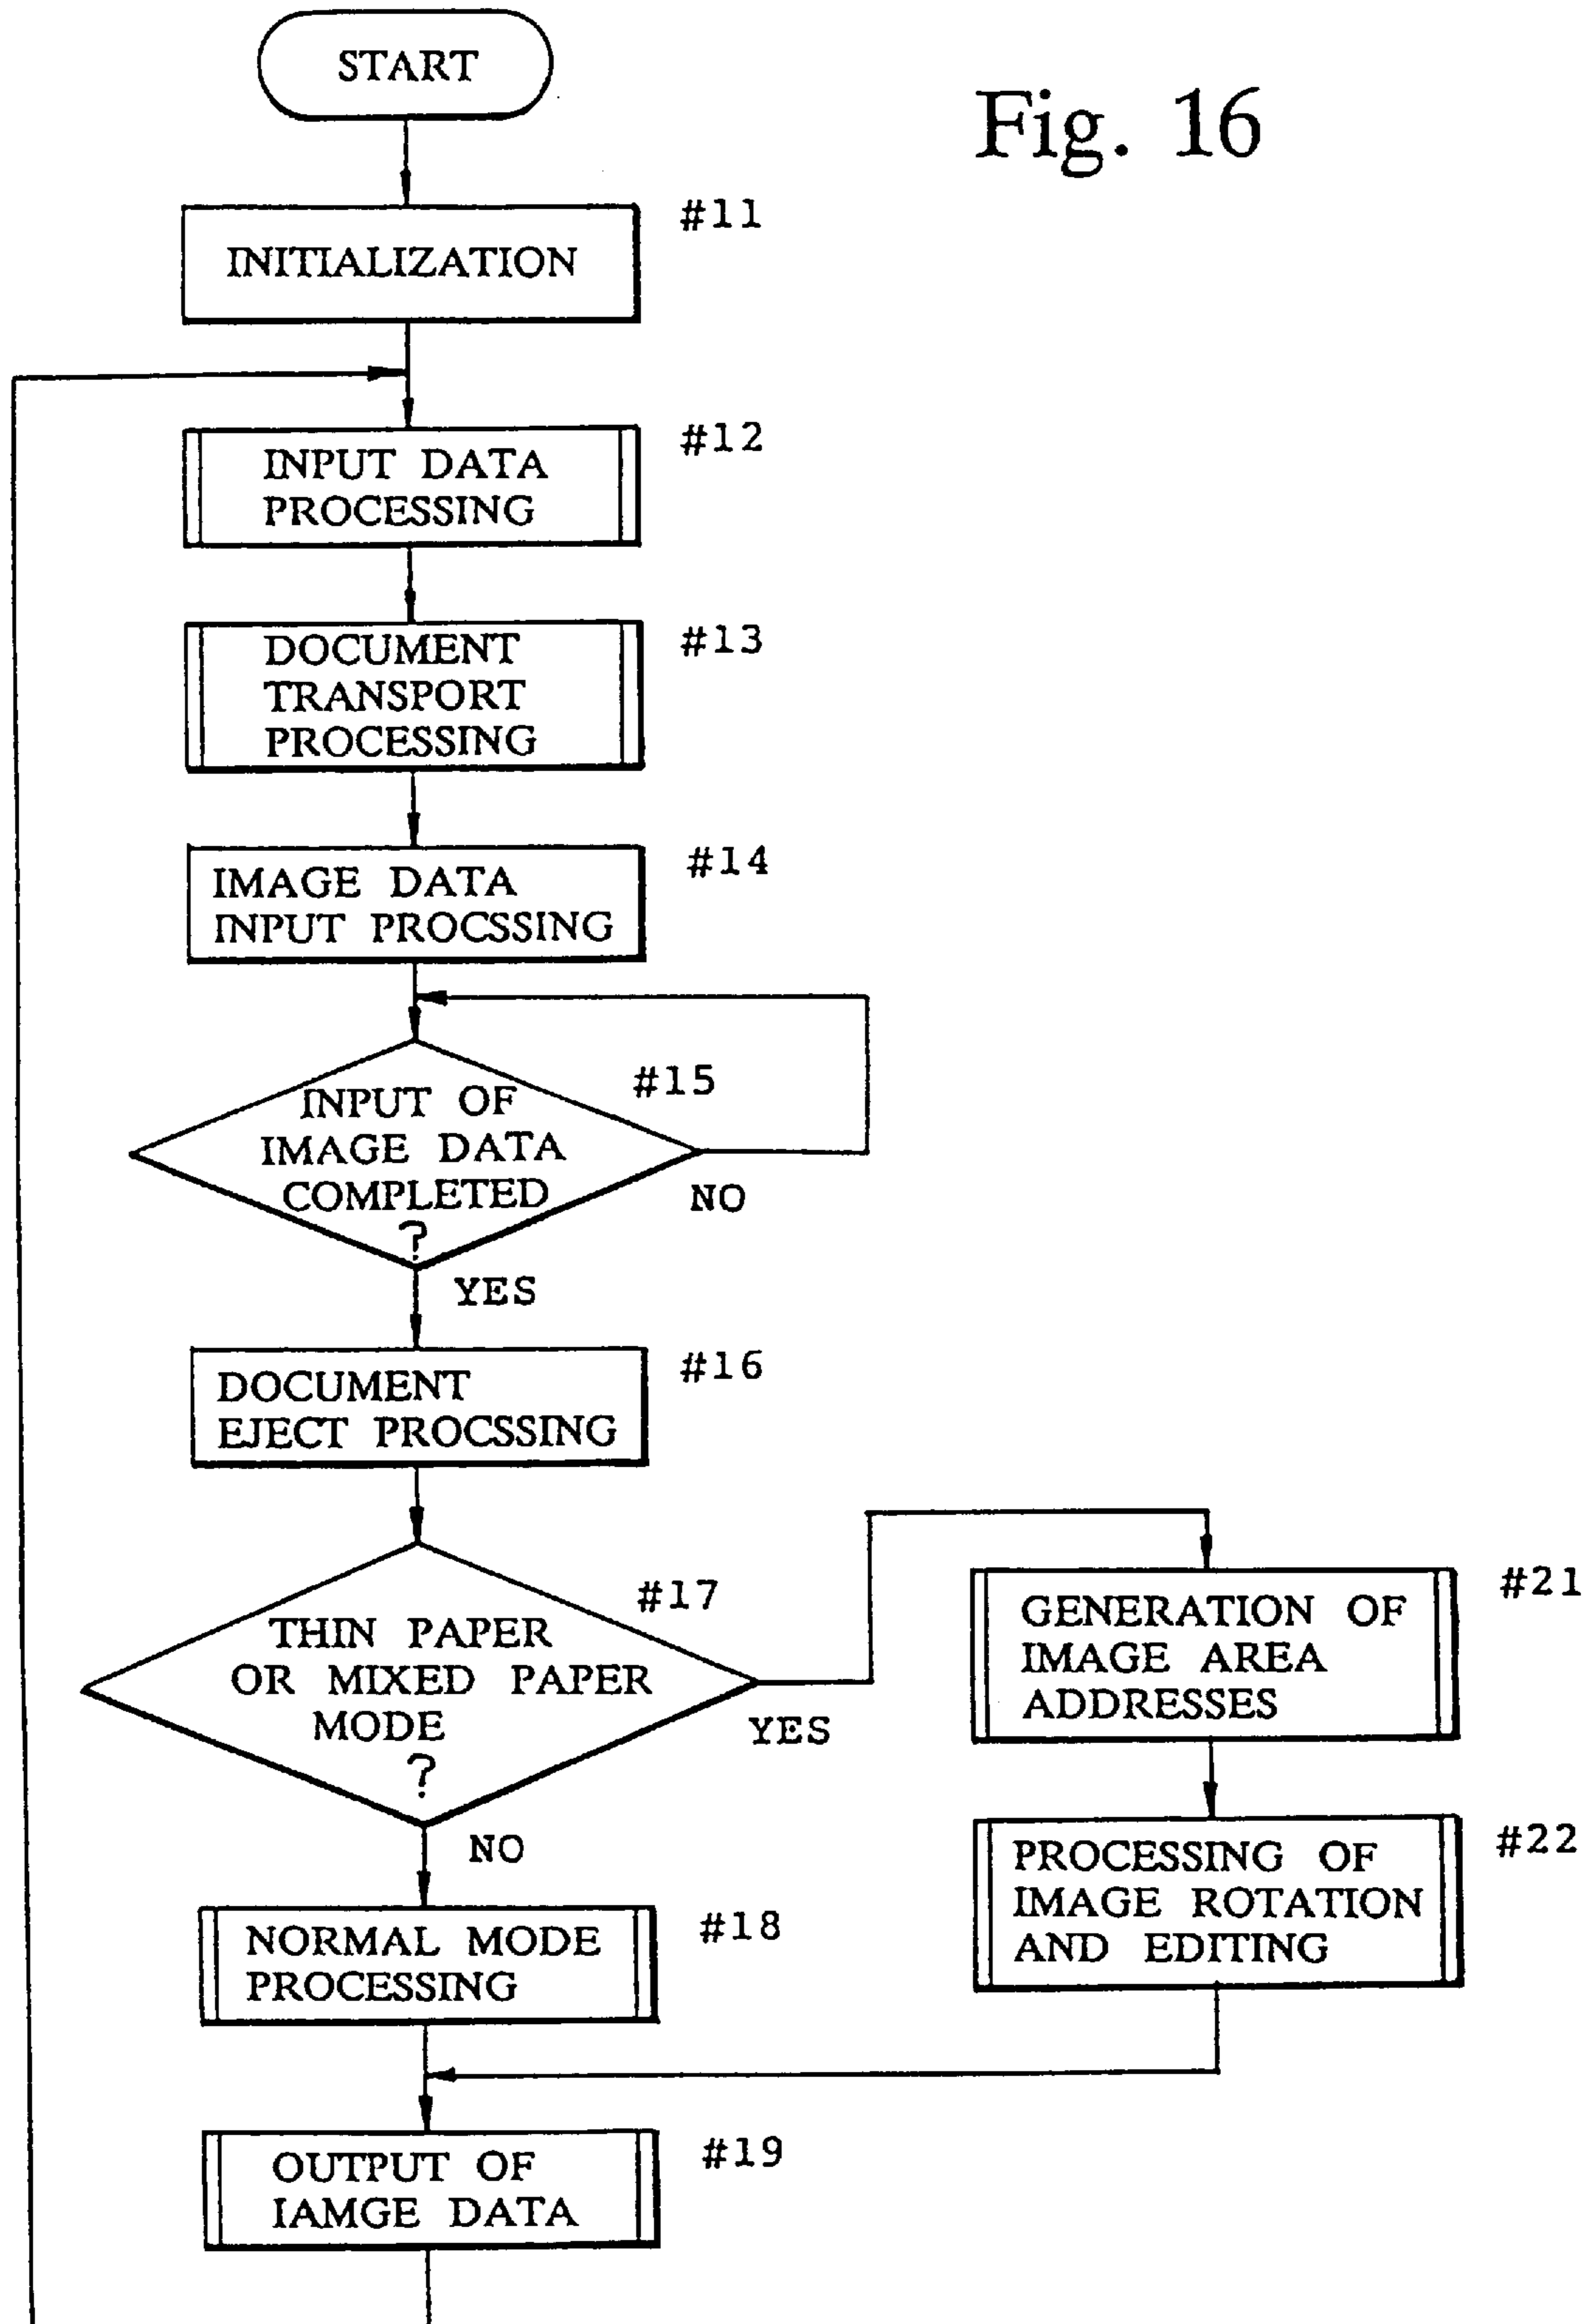 START
Fig. 16
#11
INITIALIZATION
#12
INPUT DATA
PROCESSING
#13
DOCUMENT
TRANSPORT
PROCESSING
#14
IMAGE DATA
INPUT PROCSSING
#15
INPUT OF
IMAGE DATA
COMPLETED
?
NO
YES
#16
DOCUMENT
EJECT PROCSSING
#17
THIN PAPER
OR MIXED PAPER
MODE
?
YES
NO
#21
GENERATION OF
IMAGE AREA
ADDRESSES
#22
PROCESSING OF
IMAGE ROTATION
AND EDITING
#18
NORMAL MODE
PROCESSING
#19
OUTPUT OF
IAMGE DATA